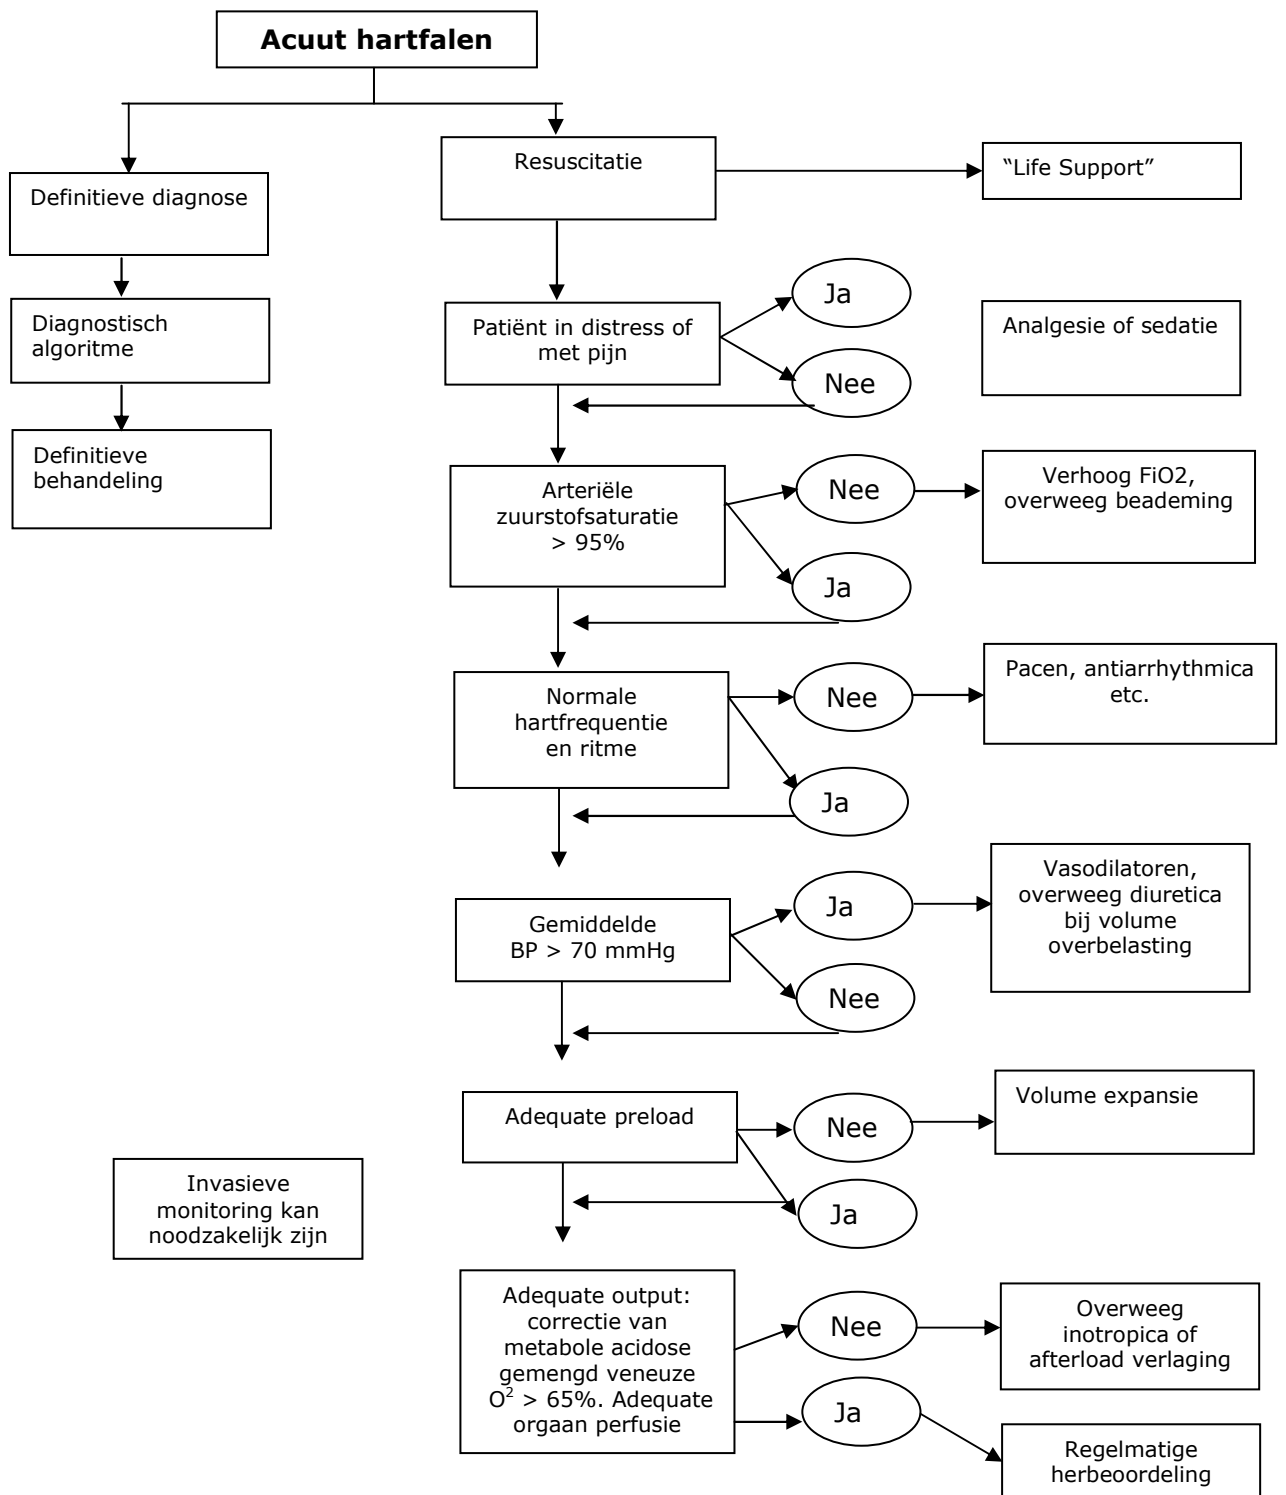 Acuut hartfalen
Resuscitatie
“Life Support”
Definitieve diagnose
Diagnostisch
algoritme
Definitieve
behandeling
Patiënt in distress of
met pijn
Ja
Nee
Analgesie of sedatie
Arteriële
zuurstofsaturatie
> 95%
Nee
Ja
Verhoog FiO2,
overweeg beademing
Normale
hartfrequentie
en ritme
Nee
Ja
Pacen, antiarrhythmica
etc.
Gemiddelde
BP > 70 mmHg
Ja
Nee
Vasodilatoren,
overweeg diuretica
bij volume
overbelasting
Adequate preload
Nee
Ja
Volume expansie
Invasieve
monitoring kan
noodzakelijk zijn
Adequate output:
correctie van
metabole acidose
gemengd veneuze
O² > 65%. Adequate
orgaan perfusie
Nee
Ja
Overweeg
inotropica of
afterload verlaging
Regelmatige
herbeoordeling